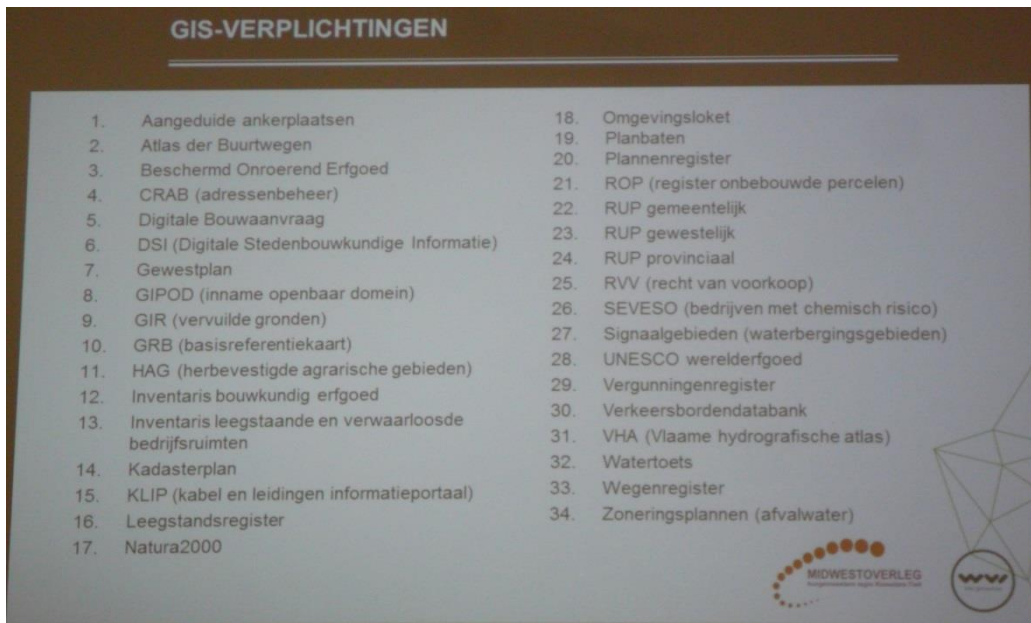 GIS-VERPLICHTINGEN
1. Aangeduide ankerplaatsen
2. Atlas der Buurtwegen
3. Beschermd Onroerend Erfgoed
4. CRAB (adressenbeheer)
5. Digitale Bouwaanvraag
6. DSI (Digitale Stedenbouwkundige Informatie)
7. Gewestplan
8. GIPOD (inname openbaar domein)
9. GIR (vervuilde gronden)
10. GRB (basisreferentiekaart)
11. HAG (herbevestigde agrarische gebieden)
12. Inventaris bouwkundig erfgoed
13. Inventaris leegstaande en verwaarloosde
bedrijfsruimten
14. Kadasterplan
15. KLIP (kabel en leidingen informatieportaal)
16. Leegstandsregister
17. Natura2000
18. Omgevingsloket
19. Planbaten
20. Plannenregister
21. ROP (register onbebouwde percelen)
22. RUP gemeentelijk
23. RUP gewestelijk
24. RUP provinciaal
25. RVV (recht van voorkoop)
26. SEVESO (bedrijven met chemisch risico)
27. Signaalgebieden (waterbergingsgebieden)
28. UNESCO werelderfgoed
29. Vergunningenregister
30. Verkeersbordendatabank
31. VHA (Vlaame hydrografische atlas)
32. Watertoets
33. Wegenregister
34. Zoneringsplannen (afvalwater)
MIDWESTOVERLEG